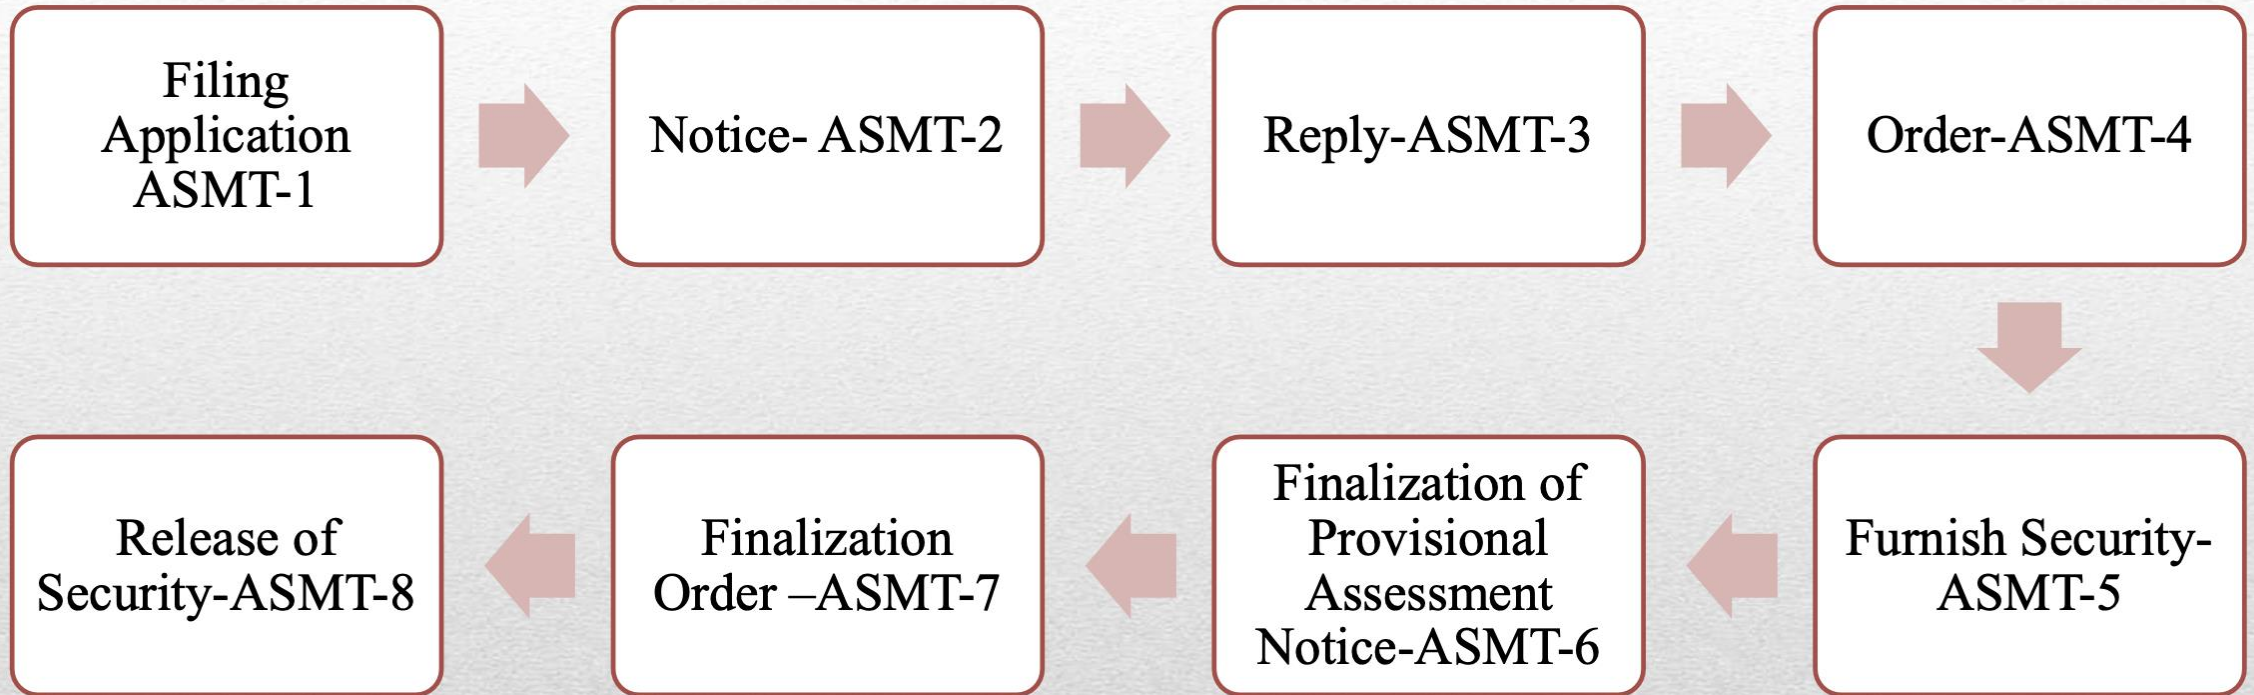 Filing
Application
ASMT-1
Notice- ASMT-2
Reply-ASMT-3
Order-ASMT-4
Furnish Security-
ASMT-5
Finalization of
Provisional
Assessment
Notice-ASMT-6
Finalization
Order –ASMT-7
Release of
Security-ASMT-8